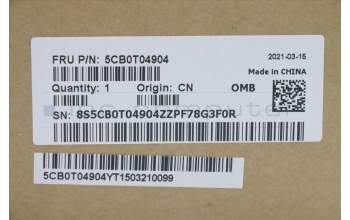 FRU P/N: 5CB0T04904
2021-03-15
Made in CHINA
Quantity: 1 Origin: CN OMB
SN: 8S5CB0T04904ZZPF78G3F0R
5CB0T04904YT1503210099